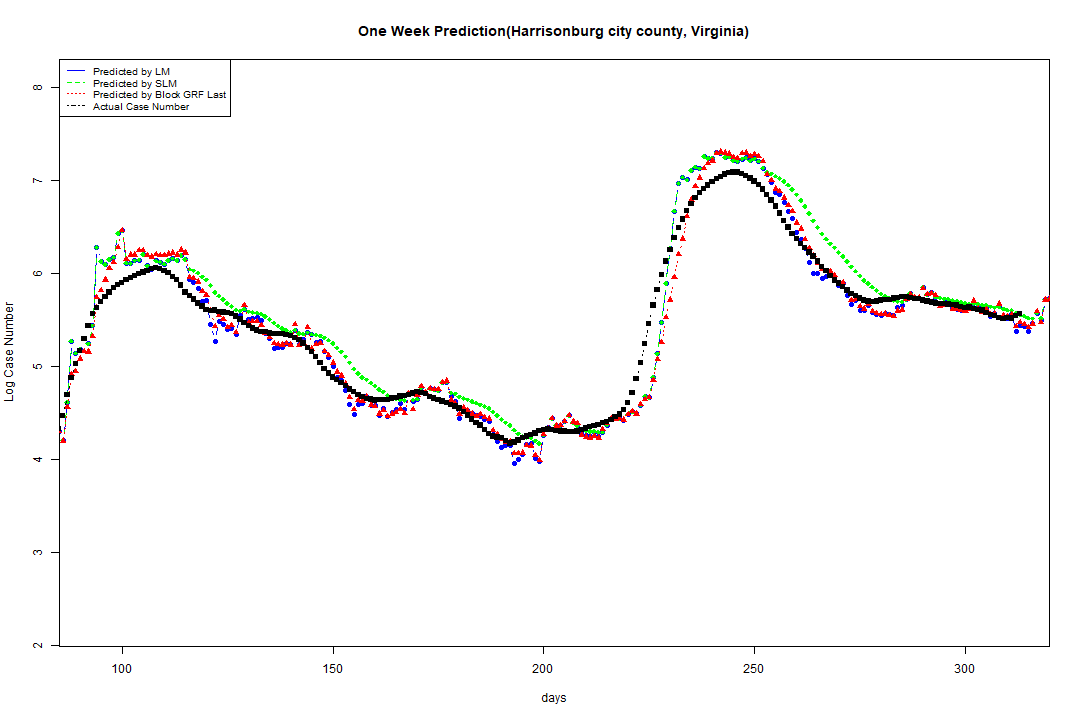 One Week Prediction(Harrisonburg city county, Virginia)
Predicted by LM
Predicted by SLM
Predicted by Block GRF Last
Actual Case Number
8
7
6
5
4
3
2
Log Case Number
100 150 200 250 300
days